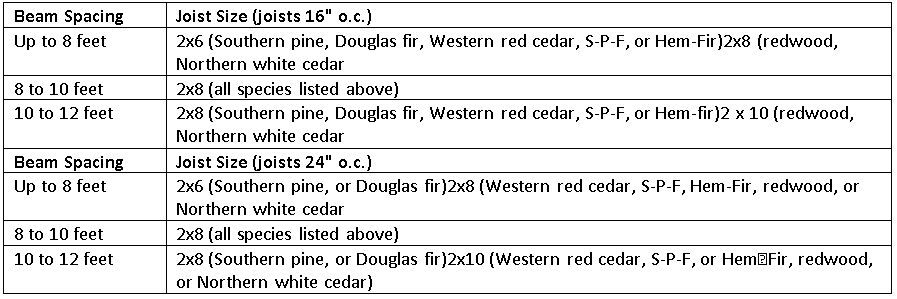 Beam Spacing Joist Size (joists 16" o.c.)
Up to 8 feet 2x6 (Southern pine, Douglas fir, Western red cedar, S-P-F, or Hem-Fir)2x8 (redwood,
Northern white cedar
8 to 10 feet 2x8 (all species listed above)
10 to 12 feet 2x8 (Southern pine, Douglas fir, Western red cedar, S-P-F, or Hem-fir)2 x 10 (redwood,
Northern white cedar
Beam Spacing Joist Size (joists 24" o.c.)
Up to 8 feet 2x6 (Southern pine, or Douglas fir)2x8 (Western red cedar, S-P-F, Hem-Fir, redwood, or
Northern white cedar
8 to 10 feet 2x8 (all species listed above)
10 to 12 feet 2x8 (Southern pine, or Douglas fir)2x10 (Western red cedar, S-P-F, or Hem⍰Fir, redwood,
or Northern white cedar)